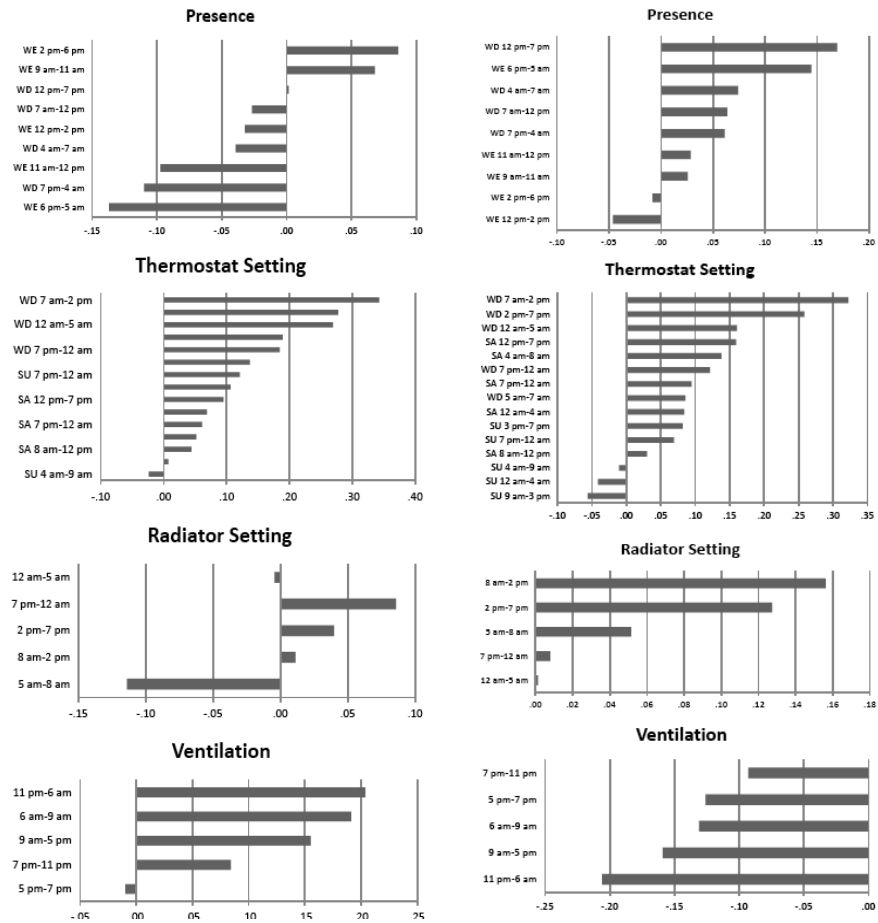 Presence
WE 2 pm-6 pm
WE 9 am-11 am
WD 12 pm-7 pm
WD 7 am-12 pm
WE 12 pm-2 pm
WD 4 am-7 am
WE 11 am-12 pm
WD 7 pm-4 am
WE 6 pm-5 am
-.15 -.10 -.05 .00 .05 .10
Thermostat Setting
WD 7 am-2 pm
WD 12 am-5 am
WD 7 pm-12 am
SU 7 pm-12 am
SA 12 pm-7 pm
SA 7 pm-12 am
SA 8 am-12 pm
SU 4 am-9 am
-.10 .00 .10 .20 .30 .40
Radiator Setting
12 am-5 am
7 pm-12 am
2 pm-7 pm
8 am-2 pm
5 am-8 am
-.15 -.10 -.05 .00 .05 .10
Ventilation
11 pm-6 am
6 am-9 am
9 am-5 pm
7 pm-11 pm
5 pm-7 pm
-.05 .00 .05 .10 .15 .20 .25
Presence
WD 12 pm-7 pm
WE 6 pm-5 am
WD 4 am-7 am
WD 7 am-12 pm
WD 7 pm-4 am
WE 11 am-12 pm
WE 9 am-11 am
WE 2 pm-6 pm
WE 12 pm-2 pm
-.10 -.05 .00 .05 .10 .15 .20
Thermostat Setting
WD 7 am-2 pm
WD 2 pm-7 pm
WD 12 am-5 am
SA 12 pm-7 pm
SA 4 am-8 am
WD 7 pm-12 am
SA 7 pm-12 am
WD 5 am-7 am
SA 12 am-4 am
SU 3 pm-7 pm
SU 7 pm-12 am
SA 8 am-12 pm
SU 4 am-9 am
SU 12 am-4 am
SU 9 am-3 pm
-.10 -.05 .00 .05 .10 .15 .20 .25 .30 .35
Radiator Setting
8 am-2 pm
2 pm-7 pm
5 am-8 am
7 pm-12 am
12 am-5 am
.00 .02 .04 .06 .08 .10 .12 .14 .16 .18
Ventilation
7 pm-11 pm
5 pm-7 pm
6 am-9 am
9 am-5 pm
11 pm-6 am
-.25 -.20 -.15 -.10 -.05 .00